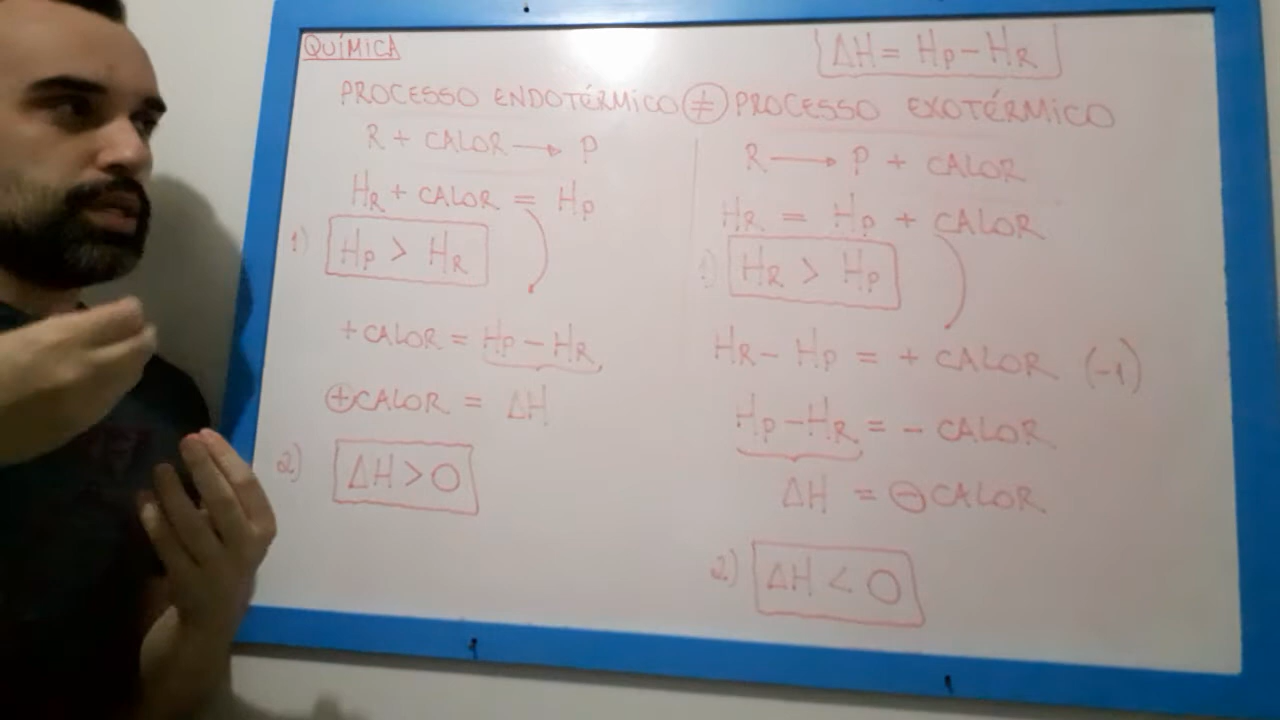 QUÍMICA
ΔH = Hp - HR
PROCESSO ENDOTÉRMICO ≠ PROCESSO EXOTÉRMICO
R + CALOR → P
HR + CALOR = Hp
1) Hp > HR
+ CALOR = Hp - HR
+ CALOR = ΔH
2) ΔH > 0
R → P + CALOR
HR = Hp + CALOR
1) HR > Hp
HR - Hp = + CALOR (-1)
Hp - HR = - CALOR
ΔH = - CALOR
2) ΔH < 0